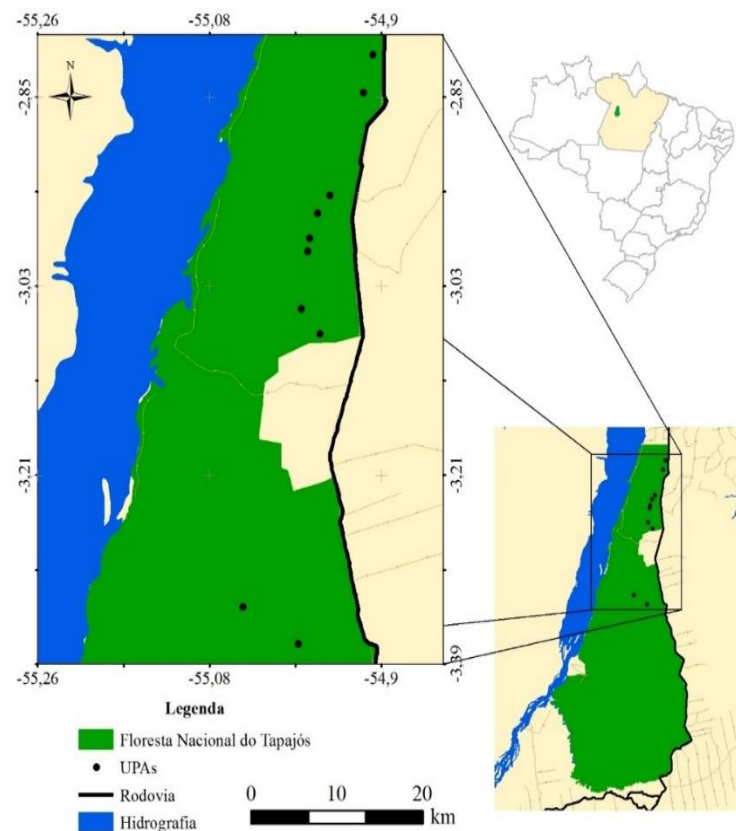 -55,26
-55,08
-54,9
N
-2,85
-2,85
-3,03
-3,03
-3,21
-3,21
-3,39
-55,26
-55,08
-54,9
Legenda
Floresta Nacional do Tapajós
UPAs
Rodovia
Hidrografia
0 10 20
km